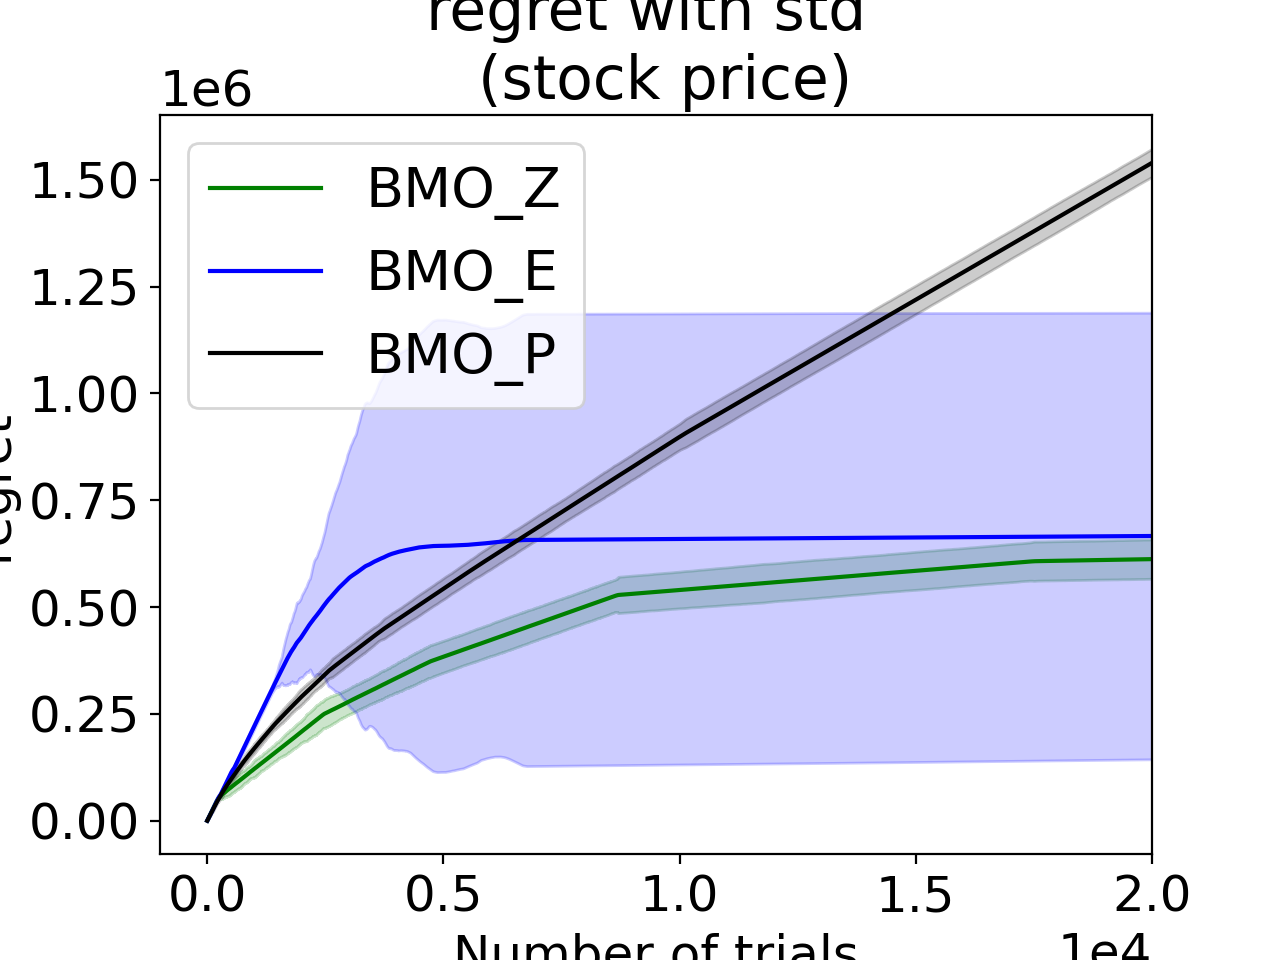 regret with std
(stock price)
1e6
1.50
1.25
1.00
0.75
0.50
0.25
0.00
regret
BMO_Z
BMO_E
BMO_P
0.0 0.5 1.0 1.5 2.0
Number of trials
1e4